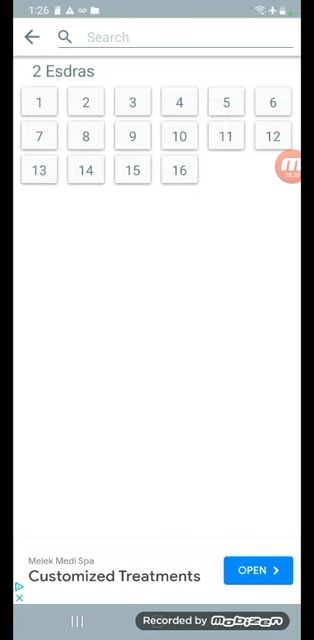 1:26
Search
2 Esdras
1 2 3 4 5 6
7 8 9 10 11 12
13 14 15 16
Melek Medi Spa
Customized Treatments
OPEN
Recorded by mobizen